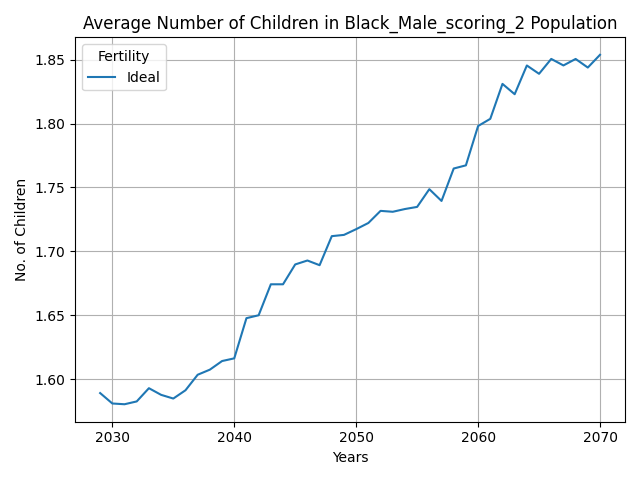 Average Number of Children in Black_Male_scoring_2 Population
Fertility
Ideal
No. of Children
1.85
1.80
1.75
1.70
1.65
1.60
2030 2040 2050 2060 2070
Years